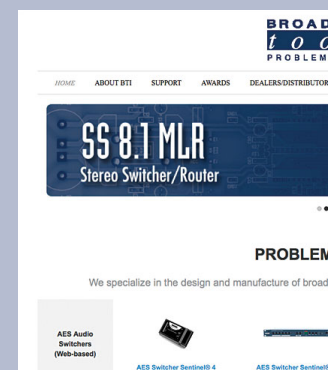 BROAD
too
PROBLEM
HOME ABOUT BTI SUPPORT AWARDS DEALERS/DISTRIBUTOR
SS 8.1 MLR
Stereo Switcher/Router
PROBLEM
We specialize in the design and manufacture of broad
AES Audio
Switchers
(Web-based)
AES Switcher Sentinel® 4 AES Switcher Sentinel®